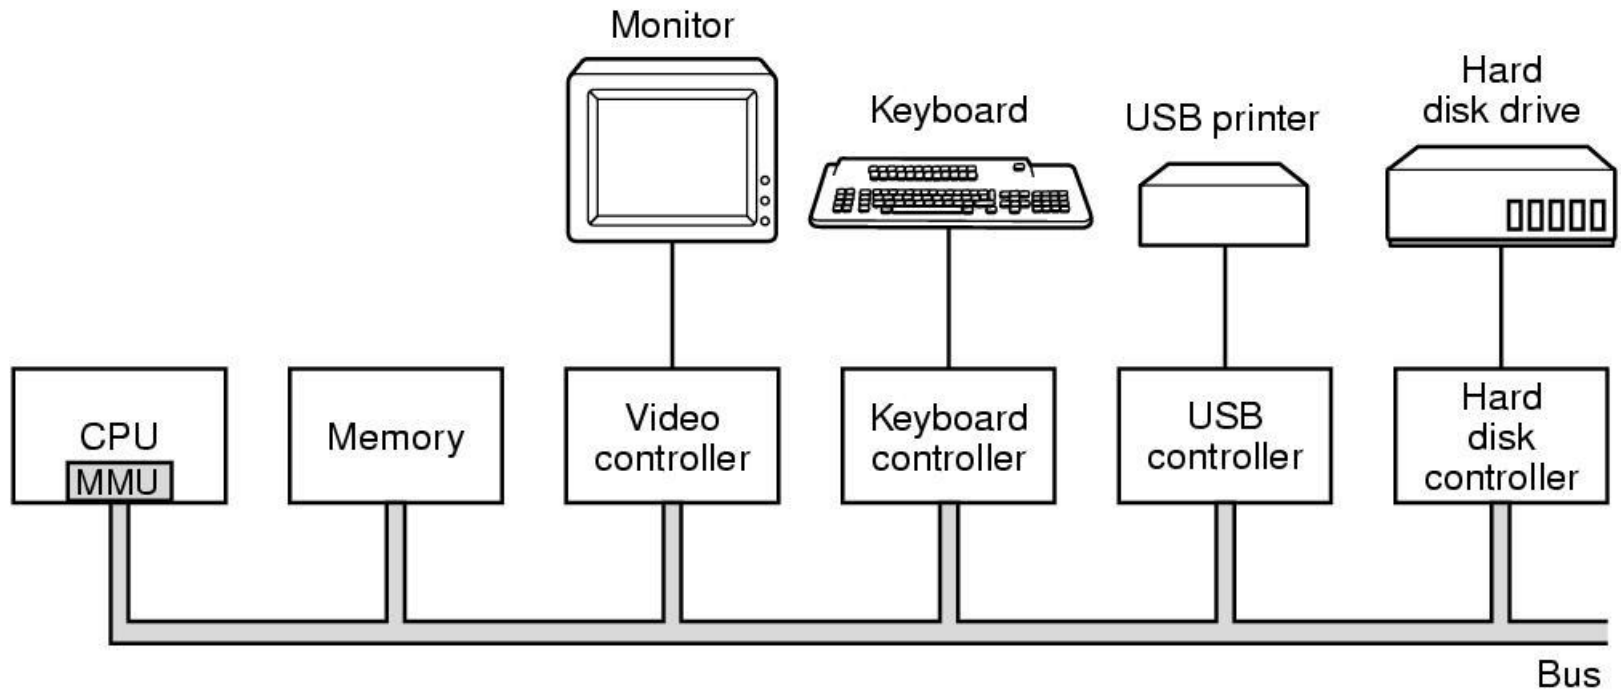 Monitor
Keyboard
USB printer
Hard
disk drive
CPU
MMU
Memory
Video
controller
Keyboard
controller
USB
controller
Hard
disk
controller
Bus